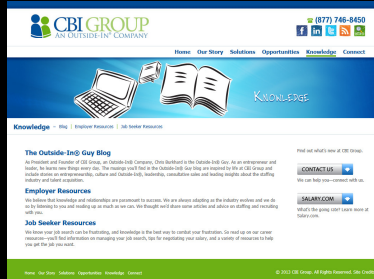 CBI GROUP
AN OUTSIDE-IN® COMPANY
(877) 746-8450
Home Our Story Solutions Opportunities Knowledge Connect
KNOWLEDGE
Knowledge - Blog | Employer Resources | Job Seeker Resources
The Outside-In® Guy Blog
As President and Founder of CBI Group, an Outside-In® Company, Chris Burkhard is the Outside-In® Guy. As an entrepreneur and
leader, he learns new things every day. The musings you'll find in the Outside-In® Guy blog are inspired by life at CBI Group and
include stories on entrepreneurship, culture and Outside-In®, leadership, consultative sales and leading insights about the staffing
industry and talent acquisition.
Employer Resources
We believe that knowledge and relationships are paramount to success. We are always adapting as the industry evolves and we do
so by listening to you and reading up as much as we can. We thought we'd share some articles and advice on staffing and recruiting
with you.
Job Seeker Resources
We know your job search can be frustrating, and knowledge is the best way to combat your frustration. So read up on our career
resources—you'll find information on managing your job search, tips for negotiating your salary, and a variety of resources to help
you get the job you want.
Find out what's new at CBI Group.
CONTACT US
We can help you—connect with us.
SALARY.COM
What's the going rate? Learn more at
Salary.com.
Home Our Story Solutions Opportunities Knowledge Connect
© 2013 CBI Group. All Rights Reserved. Site Credits